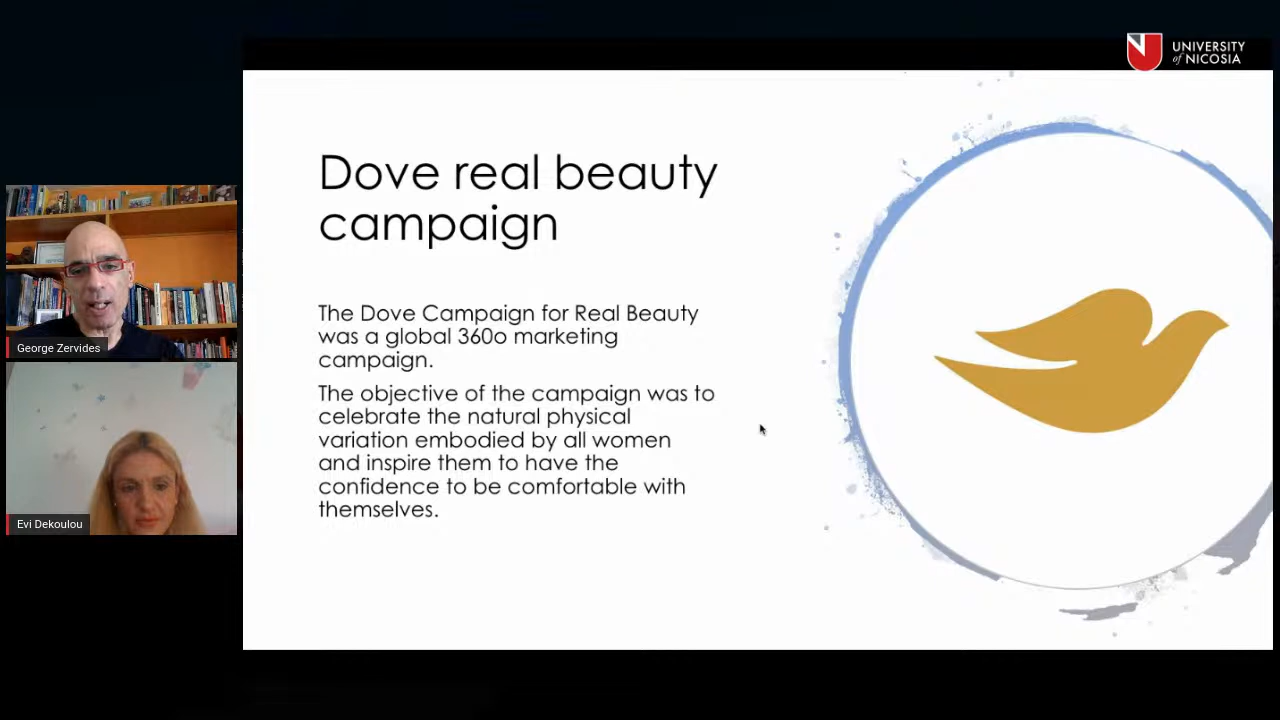 UNIVERSITY
of NICOSIA
Dove real beauty
campaign
The Dove Campaign for Real Beauty
was a global 360o marketing
campaign.
The objective of the campaign was to
celebrate the natural physical
variation embodied by all women
and inspire them to have the
confidence to be comfortable with
themselves.
George Zervides
Evi Dekoulou